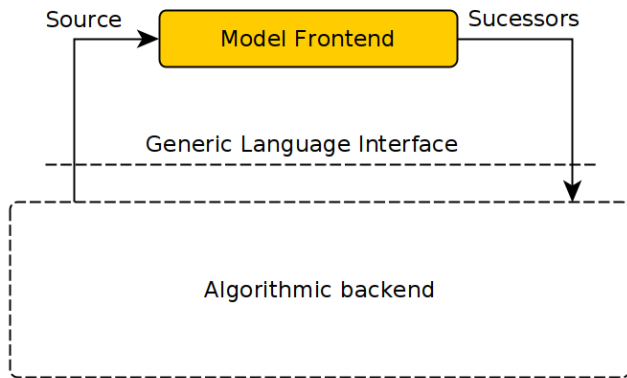 Source
Model Frontend
Sucessors
Generic Language Interface
Algorithmic backend